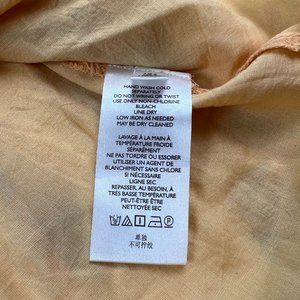 HAND WASH COLD
SEPARATELY
DO NOT WRING OR TWIST
USE ONLY NON-CHLORINE
BLEACH
LINE DRY
LOW IRON AS NEEDED
MAY BE DRY CLEANED
LAVAGE À LA MAIN À
TEMPÉRATURE FROIDE
SÉPARÉMENT
NE PAS TORDRE OU ESSORER
UTILISER UN AGENT DE
BLANCHIMENT SANS CHLORE
SI NÉCESSAIRE
LINGE SEC
REPASSER, AU BESOIN, À
TRÈS BASSE TEMPÉRATURE
PEUT-ÊTRE ÊTRE
NETTOYÉE SEC
单独
不可拧绞